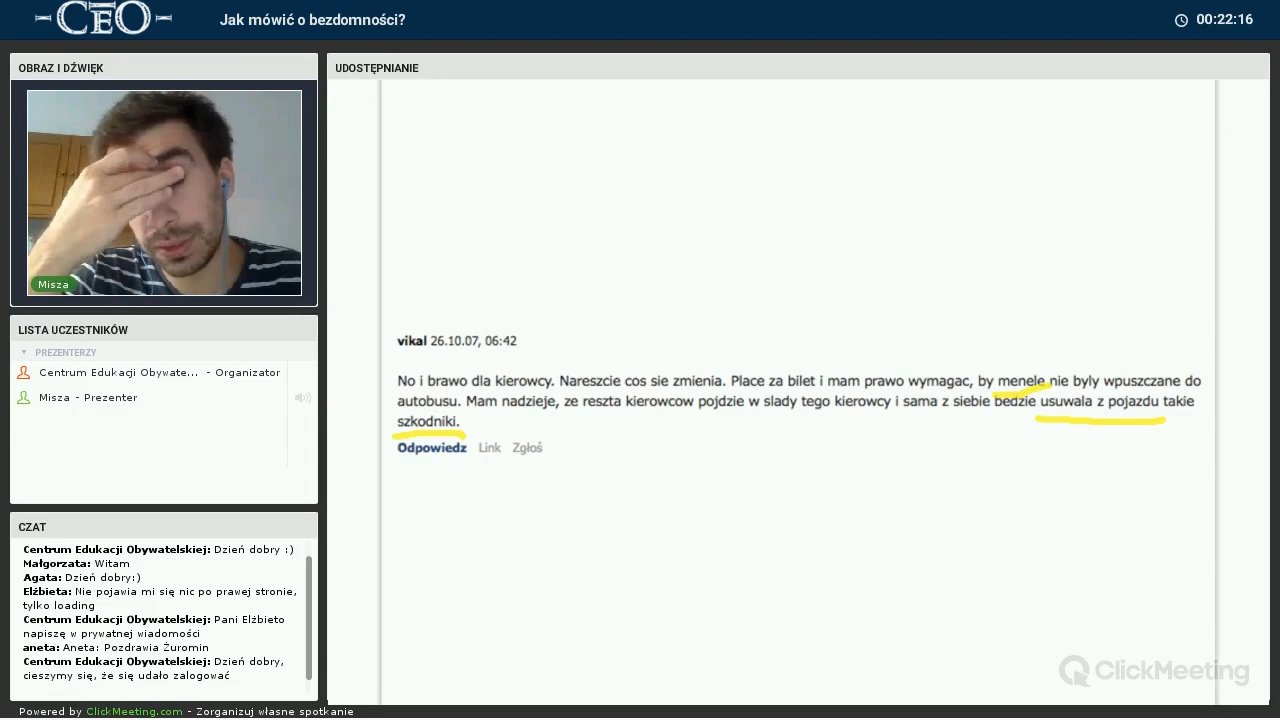 CEO
Jak mówić o bezdomności?
00:22:16
OBRAZ I DŹWIĘK
Misza
LISTA UCZESTNIKÓW
PREZENTERZY
Centrum Edukacji Obywate... - Organizator
Misza - Prezenter
CZAT
Centrum Edukacji Obywatelskiej: Dzień dobry :)
Małgorzata: Witam
Agata: Dzień dobry:)
Elżbieta: Nie pojawia mi się nic po prawej stronie,
tylko loading
Centrum Edukacji Obywatelskiej: Pani Elżbieto
napiszę w prywatnej wiadomości
aneta: Aneta: Pozdrawia Żuromin
Centrum Edukacji Obywatelskiej: Dzień dobry,
cieszymy się, że się udało zalogować
UDOSTĘPNIANIE
vikal 26.10.07, 06:42
No i brawo dla kierowcy. Nareszcie cos sie zmienia. Place za bilet i mam prawo wymagac, by menele nie byly wpuszczane do
autobusu. Mam nadzieje, ze reszta kierowcow pojdzie w slady tego kierowcy i sama z siebie bedzie usuwala z pojazdu takie
szkodniki.
Odpowiedz Link Zgłoś
ClickMeeting
Powered by ClickMeeting.com - Zorganizuj własne spotkanie